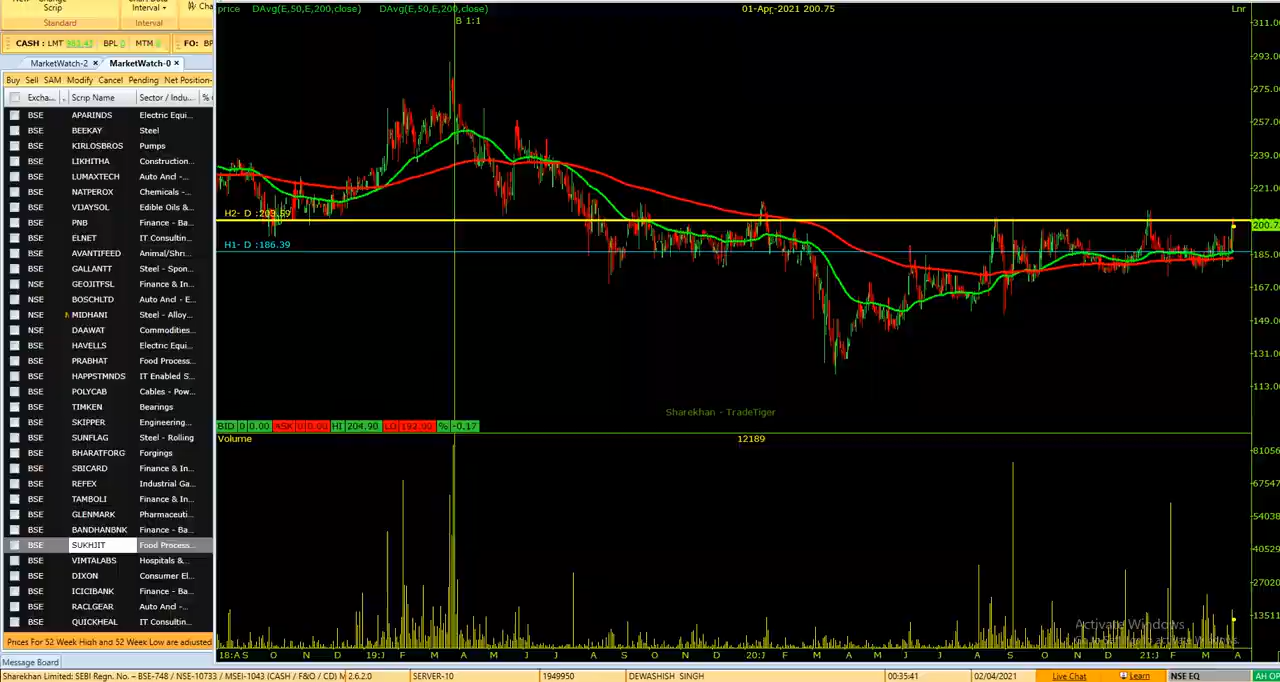 Scrip
Interval
Cha
Standard
Interval
CASH : LMT 983.43 BPL 0 MTM 0 FO: BP
MarketWatch-2 × MarketWatch-0 ×
Buy Sell SAM Modify Cancel Pending Net Position-
Excha... Scrip Name Sector / Indu... %
BSE APARINDS Electric Equi...
BSE BEEKAY Steel
BSE KIRLOSBROS Pumps
BSE LIKHITHA Construction...
BSE LUMAXTECH Auto And -...
BSE NATPEROX Chemicals -...
BSE VIJAYSOL Edible Oils &...
BSE PNB Finance - Ba...
BSE ELNET IT Consultin...
BSE AVANTIFEED Animal/Shri...
BSE GALLANTT Steel - Spon...
NSE GEOJITFSL Finance & In...
BSE BOSCHLTD Auto And - E...
NSE MIDHANI Steel - Alloy...
NSE DAAWAT Commodities...
BSE HAVELLS Electric Equi...
BSE PRABHAT Food Process...
BSE HAPPSTMNDS IT Enabled S...
BSE POLYCAB Cables - Pow...
BSE TIMKEN Bearings
BSE SKIPPER Engineering...
BSE SUNFLAG Steel - Rolling
BSE BHARATFORG Forgings
BSE SBICARD Finance & In...
BSE REFEX Industrial Ga...
BSE TAMBOLI Finance & In...
BSE GLENMARK Pharmaceuti...
BSE BANDHANBNK Finance - Ba...
BSE SUKHJIT Food Process...
BSE VIMTALABS Hospitals &...
BSE DIXON Consumer El...
BSE ICICIBANK Finance - Ba...
BSE RACLGEAR Auto And -...
BSE QUICKHEAL IT Consultin...
Prices For 52 Week High and 52 Week Low are adjusted
Message Board
price DAvg(E,50,E,200,close) DAvg(E,50,E,200,close) 01-Apr-2021 200.75 Lnr
B 1:1
311.00
293.00
275.00
257.00
239.00
221.00
H2- D :203.59
200.7
H1- D :186.39
185.00
167.00
149.00
131.00
113.00
Sharekhan - TradeTiger
BID 0 0.00 ASK 0 0.00 HI 204.90 LO 192.00 % -0.17
Volume 12189
81056
67547
54038
40529
27020
13511
Activate Windows
18:A S O N D 19:J F M A M J J A S O N D 20:J F M A M J J A S O N D 21:J F M A
Sharekhan Limited: SEBI Regn. No. – BSE-748 / NSE-10733 / MSEI-1043 (CASH / F&O / CD) M 2.6.2.0 SERVER-10 1949950 DEWASHISH SINGH 00:35:41 02/04/2021 Live Chat Learn NSE EQ AH OP